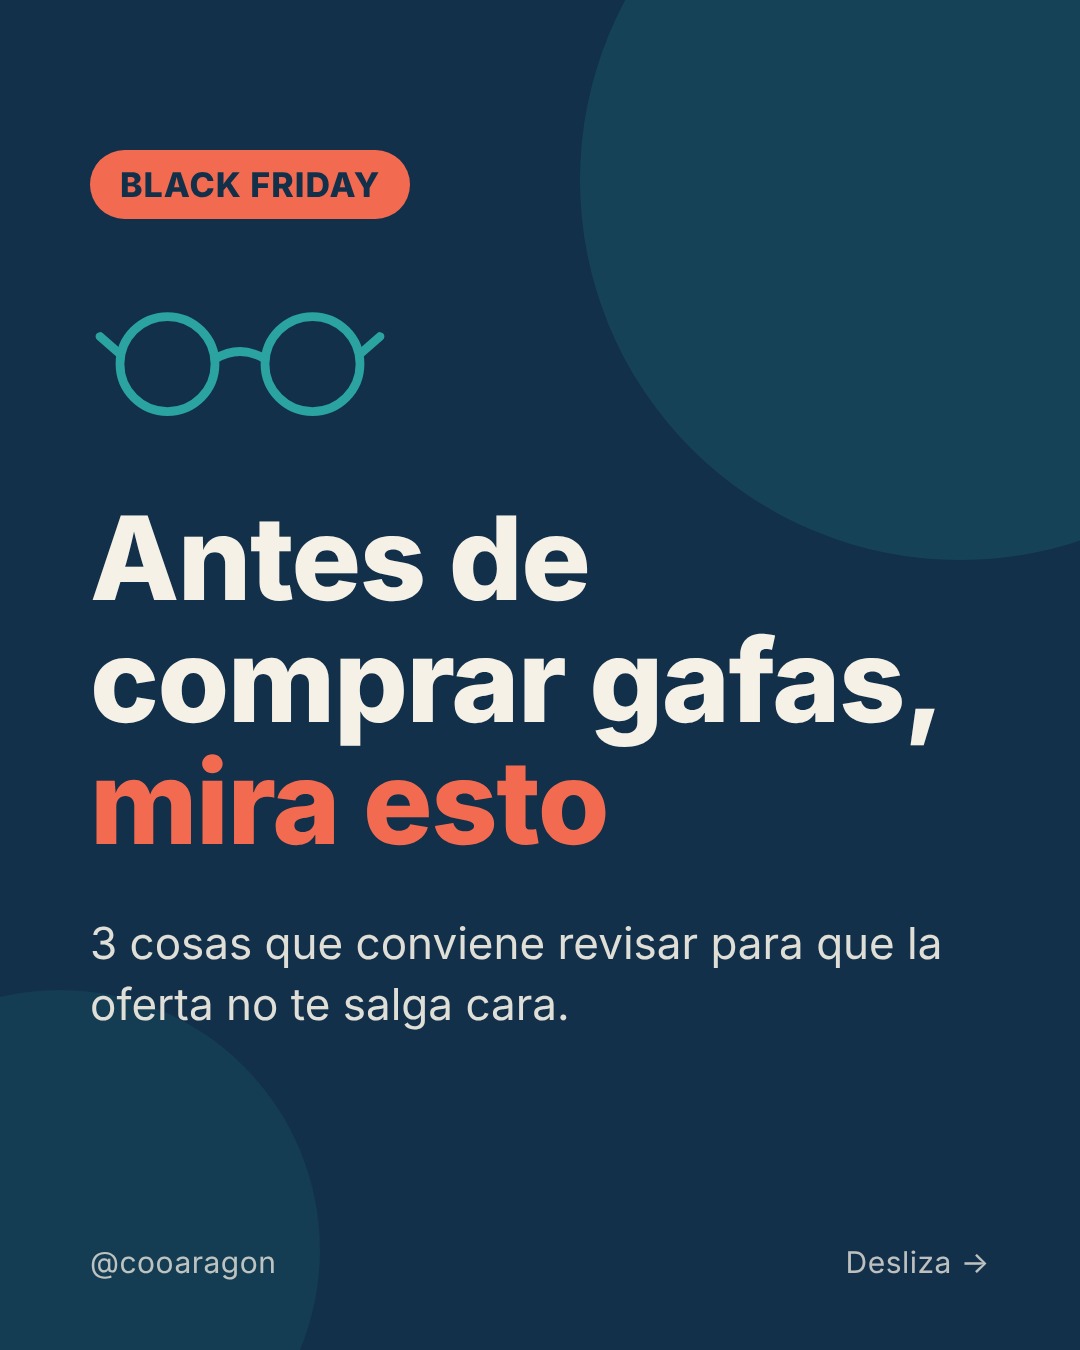 BLACK FRIDAY
Antes de
comprar gafas,
mira esto
3 cosas que conviene revisar para que la
oferta no te salga cara.
@cooaragon
Desliza →